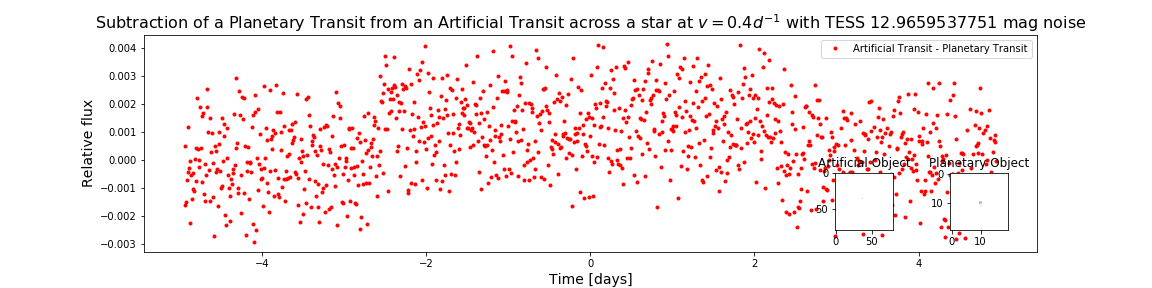 Subtraction of a Planetary Transit from an Artificial Transit across a star at v = 0.4d⁻¹ with TESS 12.9659537751 mag noise
Artificial Transit - Planetary Transit
Relative flux
0.004
0.003
0.002
0.001
0.000
−0.001
−0.002
−0.003
−4 −2 0 2 4
Time [days]
Artificial Object
0
50
0 50
Planetary Object
0
10
0 10